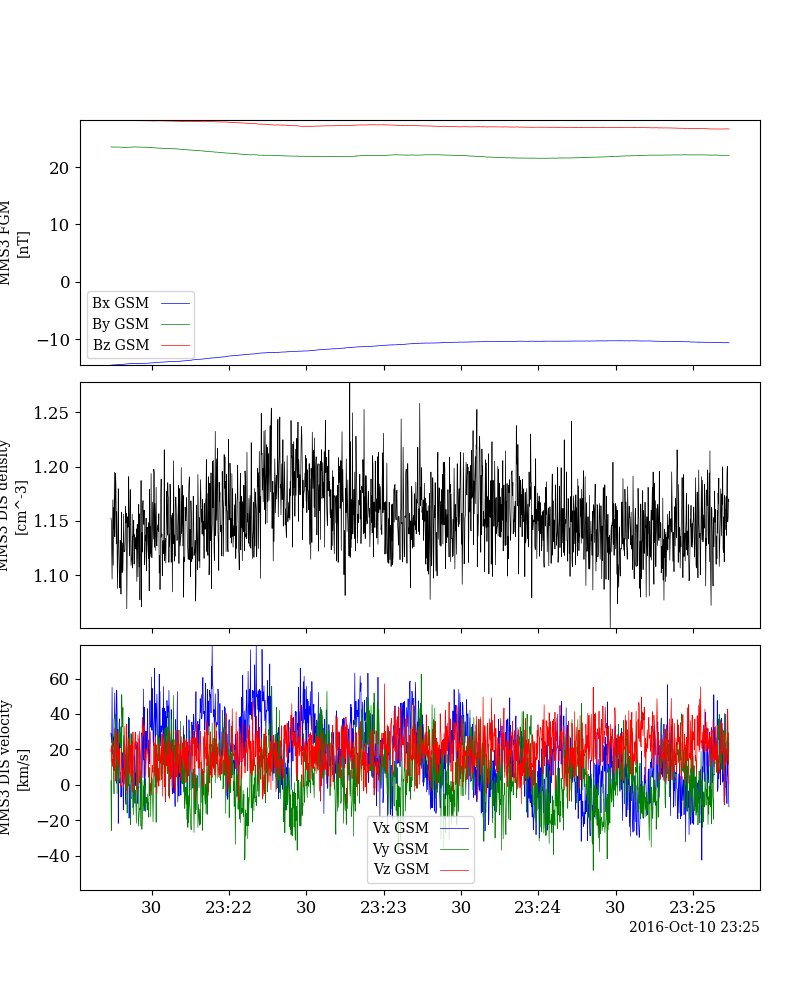 20
10
0
−10
MMS3 FGM
[nT]
Bx GSM
By GSM
Bz GSM
1.25
1.20
1.15
1.10
MMS3 DIS density
[cm^-3]
60
40
20
0
−20
−40
MMS3 DIS velocity
[km/s]
Vx GSM
Vy GSM
Vz GSM
30 23:22 30 23:23 30 23:24 30 23:25
2016-Oct-10 23:25